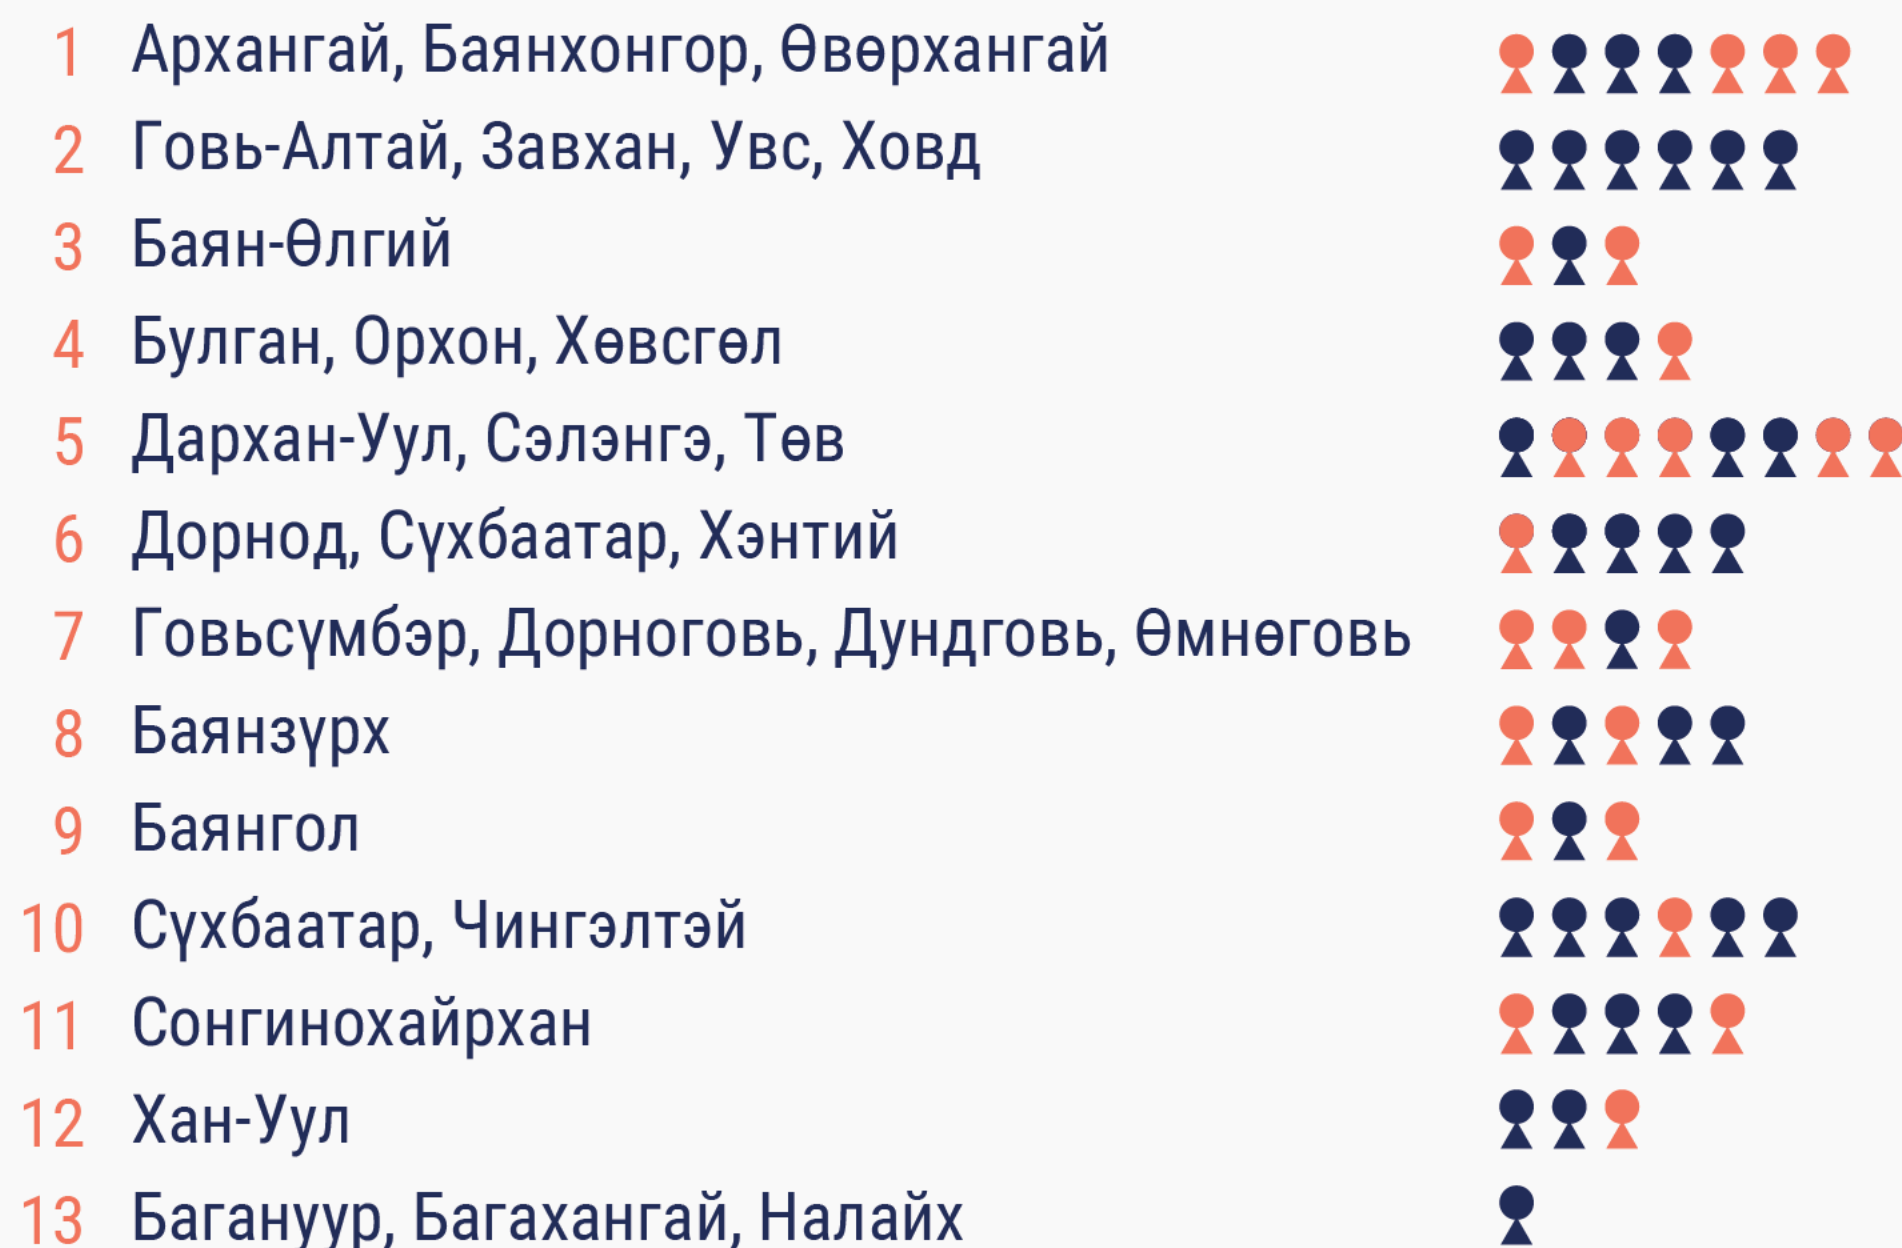 1 Архангай, Баянхонгор, Өвөрхангай
2 Говь-Алтай, Завхан, Увс, Ховд
3 Баян-Өлгий
4 Булган, Орхон, Хөвсгөл
5 Дархан-Уул, Сэлэнгэ, Төв
6 Дорнод, Сүхбаатар, Хэнтий
7 Говьсүмбэр, Дорноговь, Дундговь, Өмнөговь
8 Баянзүрх
9 Баянгол
10 Сүхбаатар, Чингэлтэй
11 Сонгинохайрхан
12 Хан-Уул
13 Багануур, Багахангай, Налайх